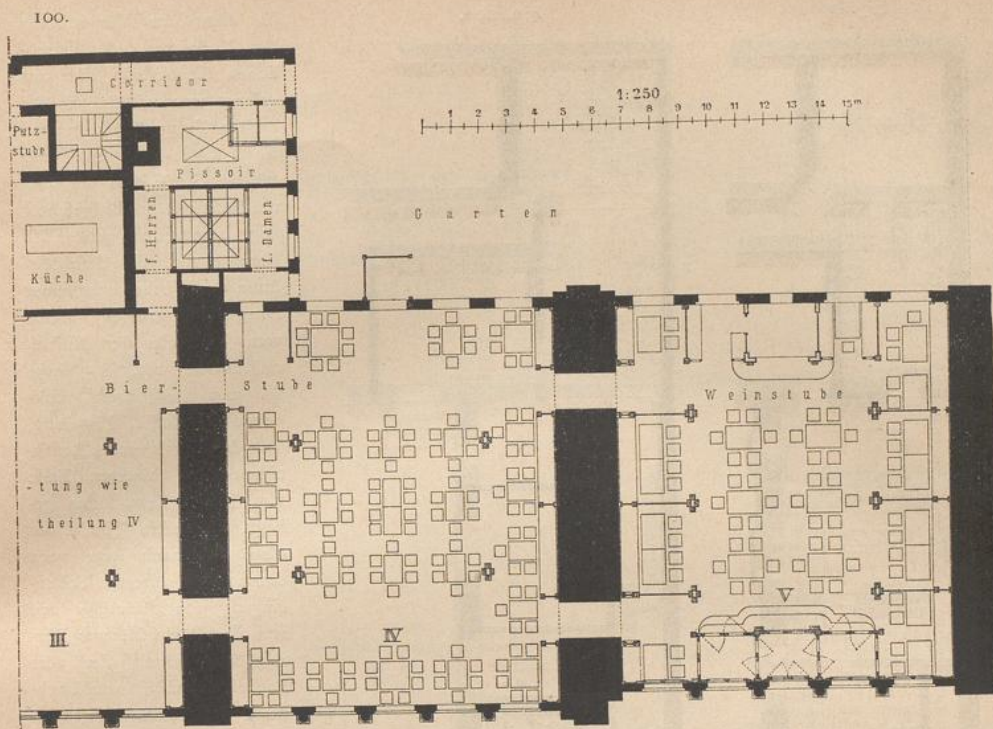 100.
Corridor
1:250
1 2 3 4 5 6 7 8 9 10 11 12 13 14 15 m
Putz-
stube
Pissoir
f. Herren
f. Damen
Garten
Küche
Bier-Stube
Weinstube
-tung wie
theilung IV
III
IV
V